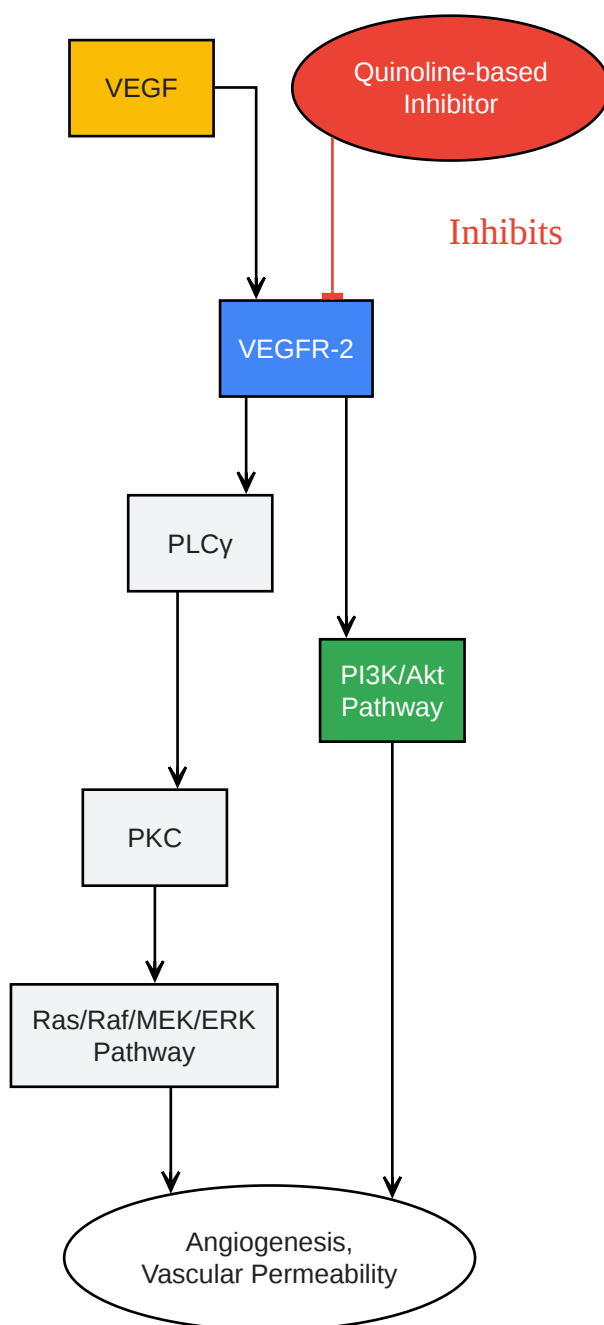 VEGF
Quinoline-based
Inhibitor
Inhibits
VEGFR-2
PLCγ
PI3K/Akt
Pathway
PKC
Ras/Raf/MEK/ERK
Pathway
Angiogenesis,
Vascular Permeability